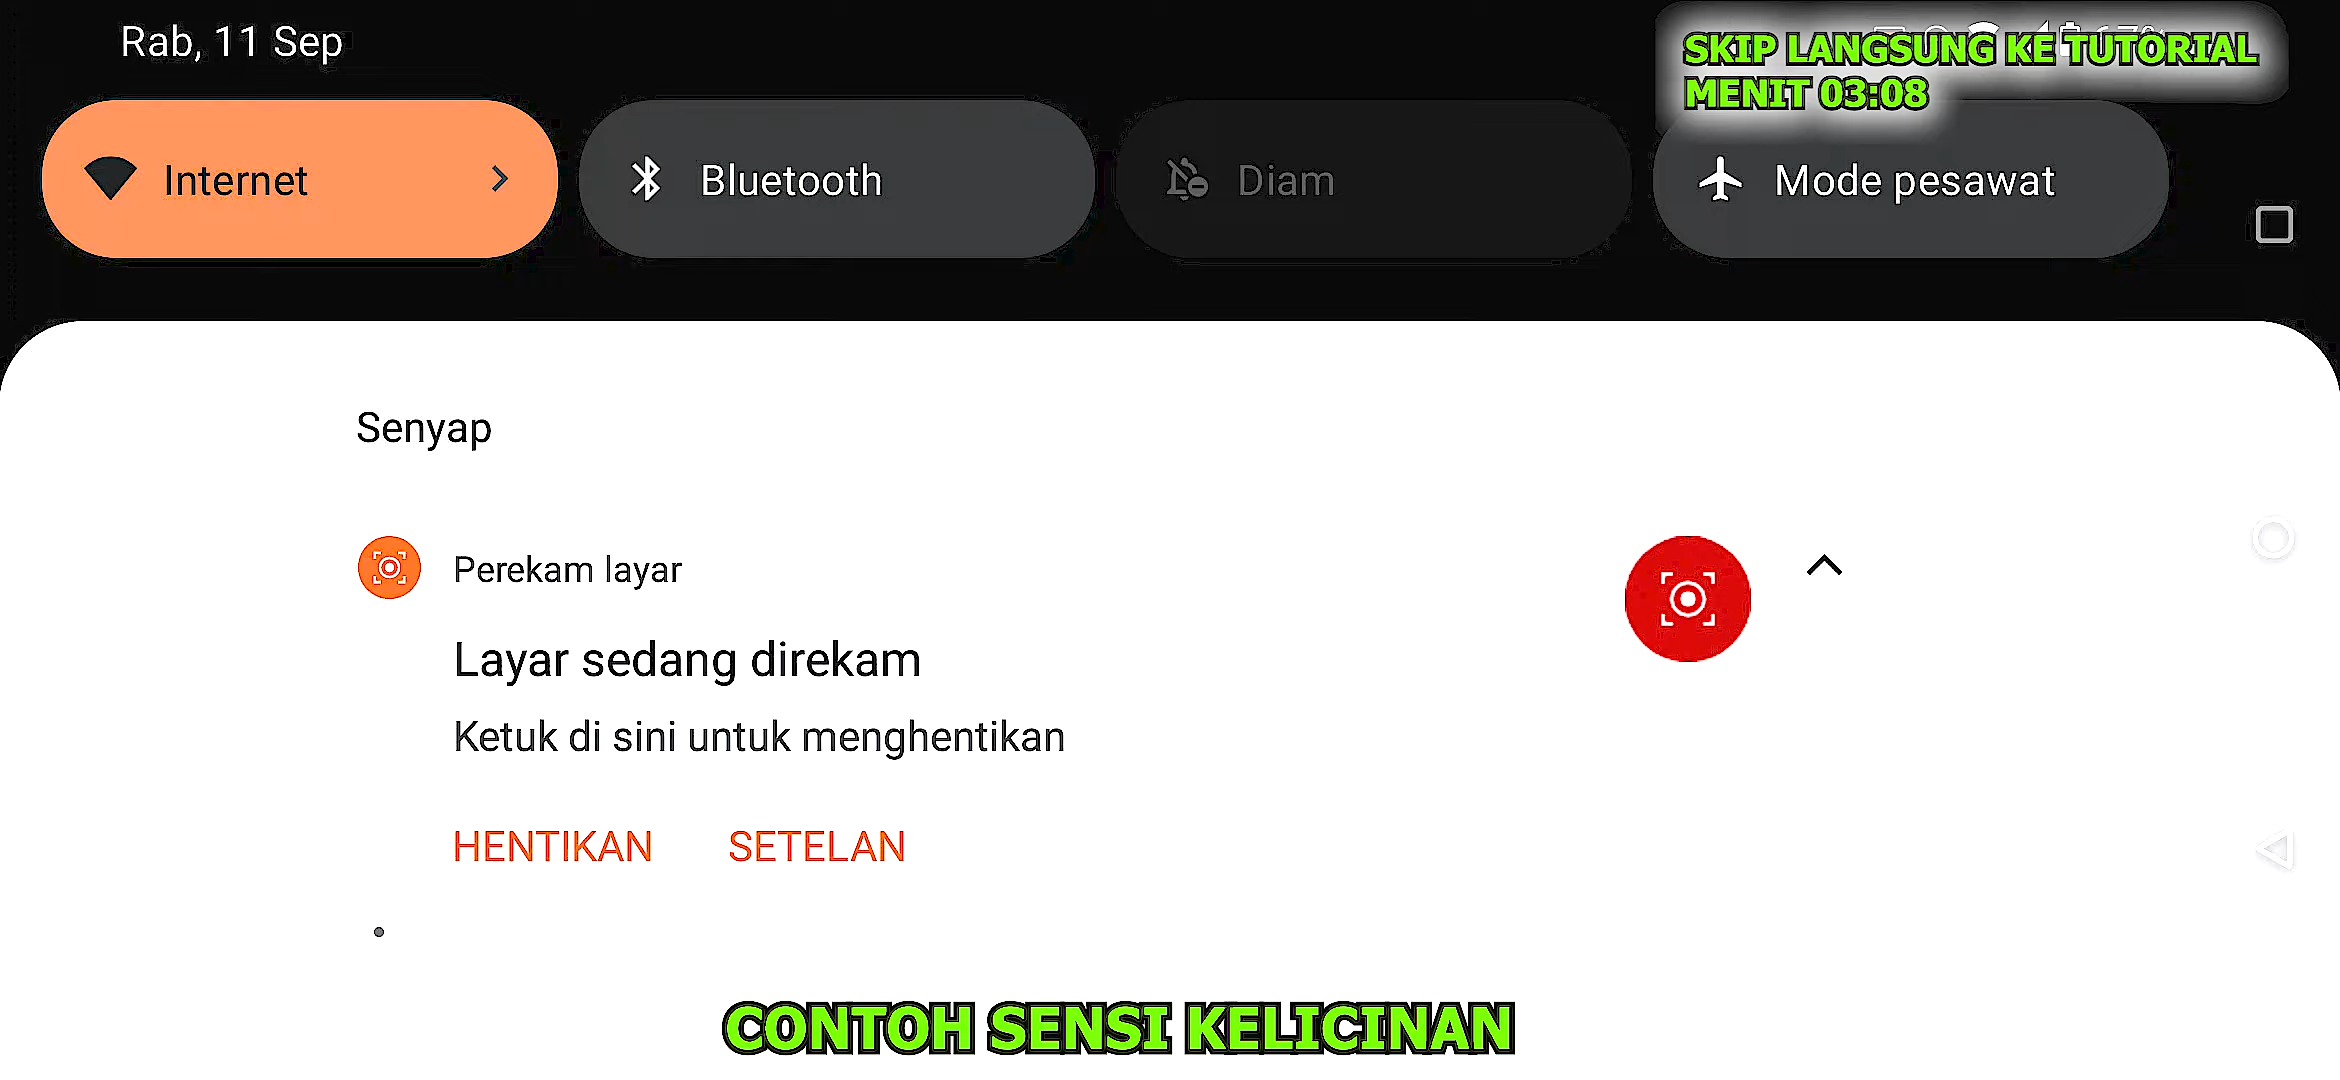 Rab, 11 Sep
SKIP LANGSUNG KE TUTORIAL
MENIT 03:08
Internet
Bluetooth
Diam
Mode pesawat
Senyap
Perekam layar
Layar sedang direkam
Ketuk di sini untuk menghentikan
HENTIKAN SETELAN
CONTOH SENSI KELICINAN